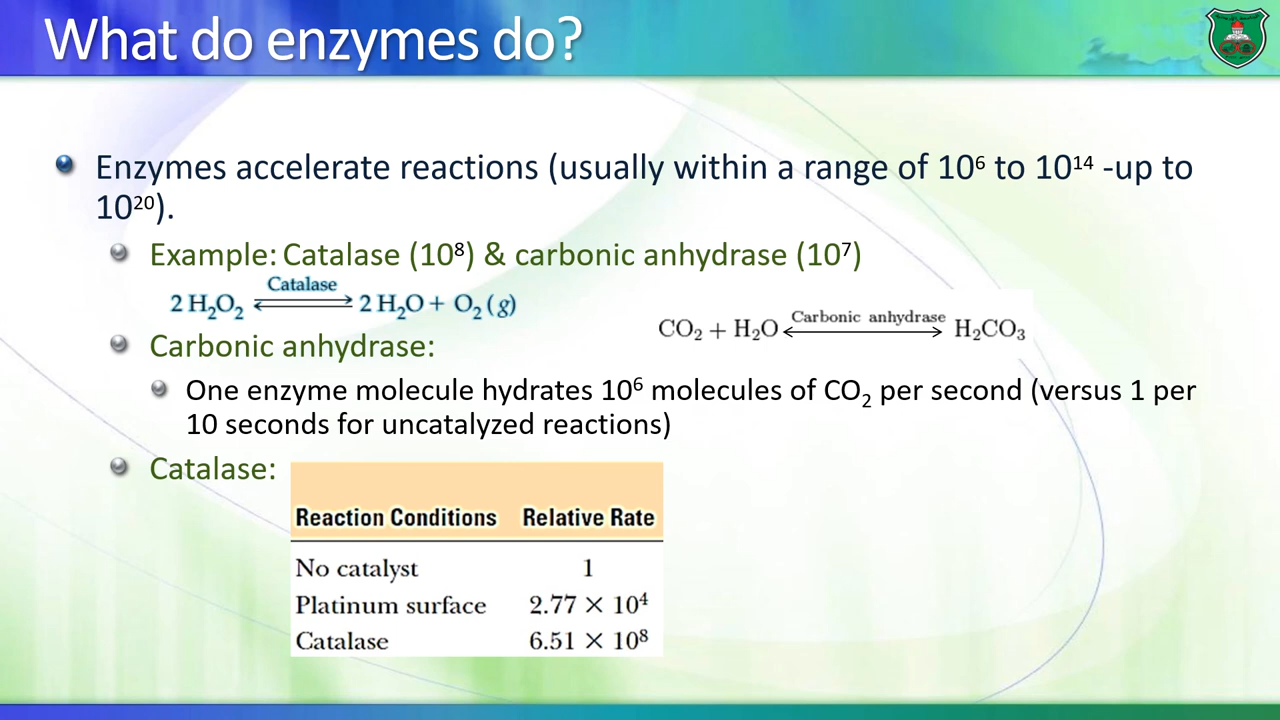 What do enzymes do?
Enzymes accelerate reactions (usually within a range of 10⁶ to 10¹⁴ -up to
10²⁰).
Example: Catalase (10⁸) & carbonic anhydrase (10⁷)
Catalase
2 H₂O₂ ⇌ 2 H₂O + O₂ (g)
Carbonic anhydrase
CO₂ + H₂O ⟷ H₂CO₃
Carbonic anhydrase:
One enzyme molecule hydrates 10⁶ molecules of CO₂ per second (versus 1 per
10 seconds for uncatalyzed reactions)
Catalase:
Reaction Conditions Relative Rate
No catalyst 1
Platinum surface 2.77 × 10⁴
Catalase 6.51 × 10⁸